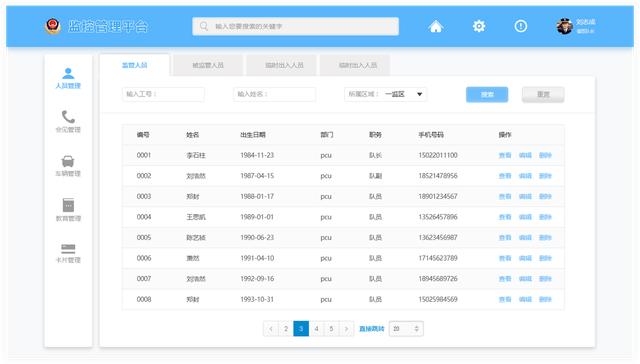 监控管理平台
输入您要搜索的关键字
刘志成
人员管理
会见管理
车辆管理
教育管理
卡片管理
监管人员 被监管人员 临时出入人员 临时出入人员
输入工号： 输入姓名： 所属区域： 一监区 搜索 重置
编号 姓名 出生日期 部门 职务 手机号码 操作
0001 李石柱 1984-11-23 pcu 队长 15022011100 查看 编辑 删除
0002 刘浩然 1987-04-15 pcu 队副 18521478956 查看 编辑 删除
0003 郑封 1988-01-17 pcu 队员 18901234567 查看 编辑 删除
0004 王思凯 1989-01-01 pcu 队员 13526457896 查看 编辑 删除
0005 陈艺祯 1990-06-23 pcu 队员 13623456987 查看 编辑 删除
0006 萧然 1991-04-10 pcu 队员 17145623789 查看 编辑 删除
0007 刘浩然 1992-09-16 pcu 队员 18945689726 查看 编辑 删除
0008 郑封 1993-10-31 pcu 队员 15025984569 查看 编辑 删除
< 2 3 4 5 > 直接跳转 20